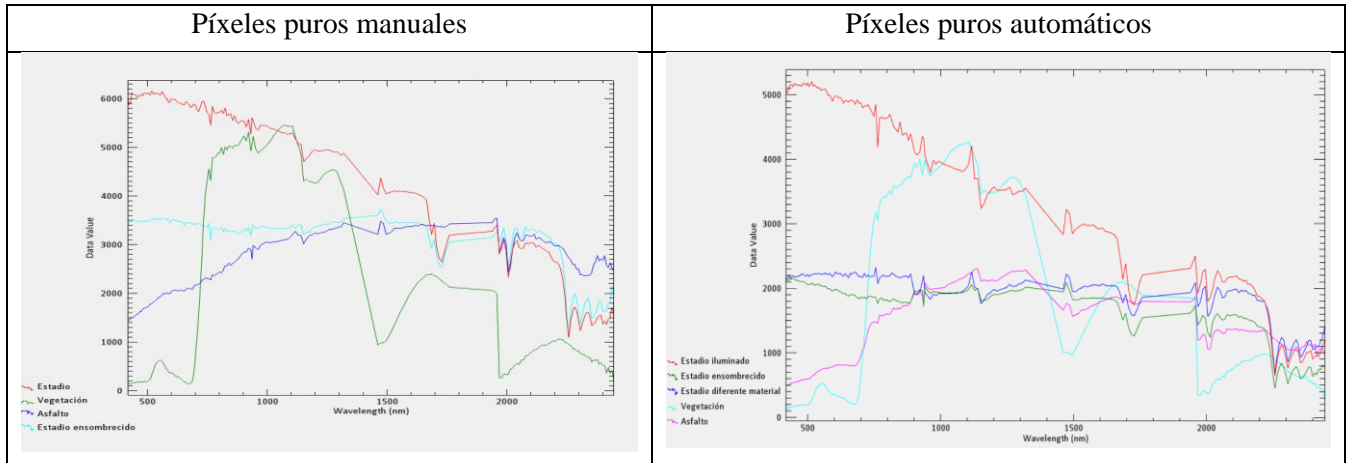 Píxeles puros manuales
Píxeles puros automáticos
6000
5000
4000
3000
2000
1000
0
Data Value
500
1000
1500
2000
Wavelength (nm)
Estadio
Vegetación
Asfalto
Estadio ensombrecido
5000
4000
3000
2000
1000
0
Data Value
500
1000
1500
2000
Wavelength (nm)
Estadio iluminado
Estadio ensombrecido
Estadio diferente material
Vegetación
Asfalto